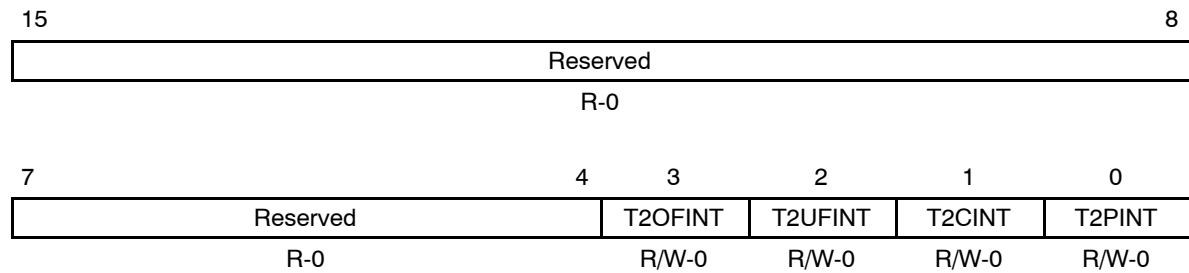 15 8
Reserved
R-0
7 4 3 2 1 0
Reserved T2OFINT T2UFINT T2CINT T2PINT
R-0 R/W-0 R/W-0 R/W-0 R/W-0